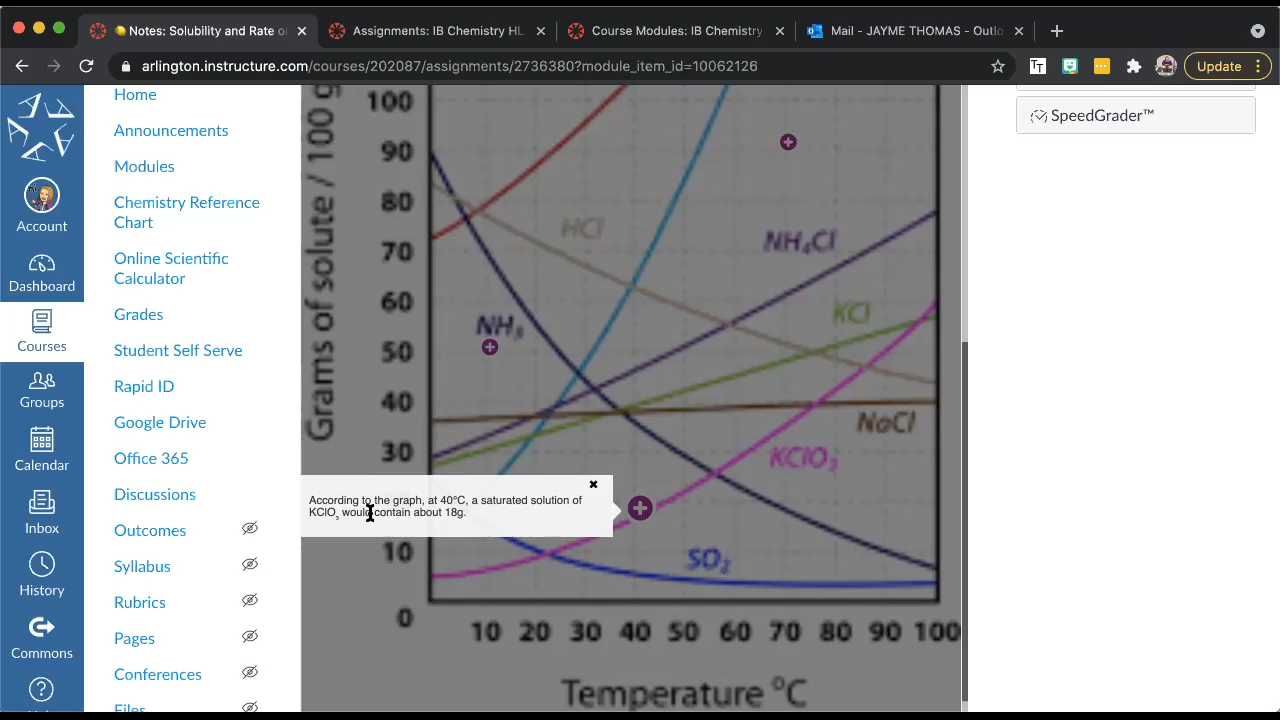 Notes: Solubility and Rate o
Assignments: IB Chemistry HL
Course Modules: IB Chemistry
Mail - JAYME THOMAS - Outlo
arlington.instructure.com/courses/202087/assignments/2736380?module_item_id=10062126
Update
Account
Dashboard
Courses
Groups
Calendar
Inbox
History
Commons
Home
Announcements
Modules
Chemistry Reference
Chart
Online Scientific
Calculator
Grades
Student Self Serve
Rapid ID
Google Drive
Office 365
Discussions
Outcomes
Syllabus
Rubrics
Pages
Conferences
Files
Grams of solute / 100 g
100
90
80
70
60
50
40
30
10
0
HCl
NH₄Cl
NH₃
KCl
NaCl
KClO₃
SO₂
According to the graph, at 40°C, a saturated solution of
KClO₃ would contain about 18g.
10 20 30 40 50 60 70 80 90 100
Temperature °C
SpeedGrader™